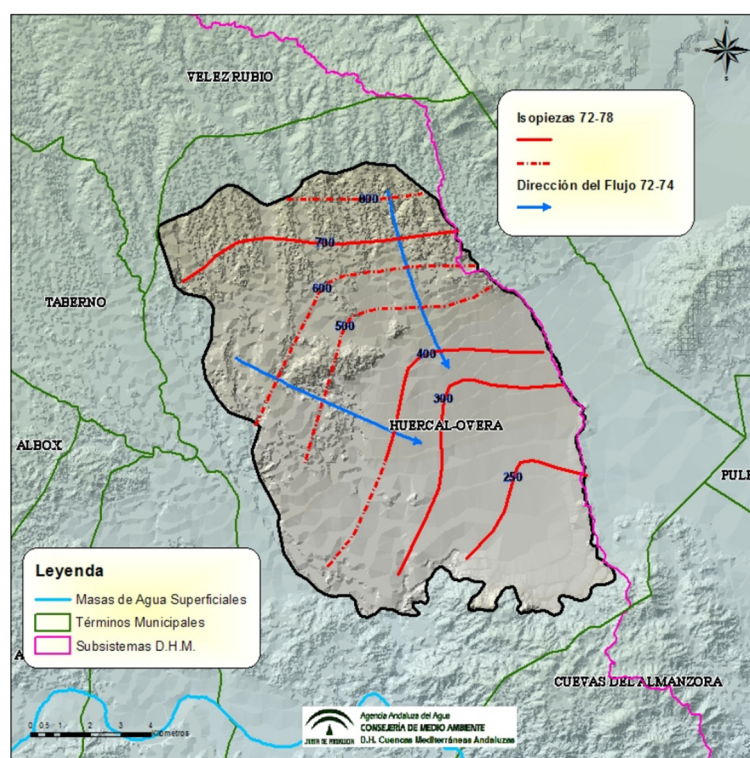 VELEZ RUBIO
N
W
E
S
Isopiezas 72-78
Dirección del Flujo 72-74
800
700
600
TABERNO
500
400
300
HUERCAL-OVERA
ALBOX
250
Leyenda
Masas de Agua Superficiales
Términos Municipales
Subsistemas D.H.M.
CUEVAS DEL ALMANZORA
0 0,5 1 2 3 4
JUNTA DE ANDALUCIA
Agencia Andaluza del Agua
CONSEJERÍA DE MEDIO AMBIENTE
D.H. Cuencas Mediterráneas Andaluzas